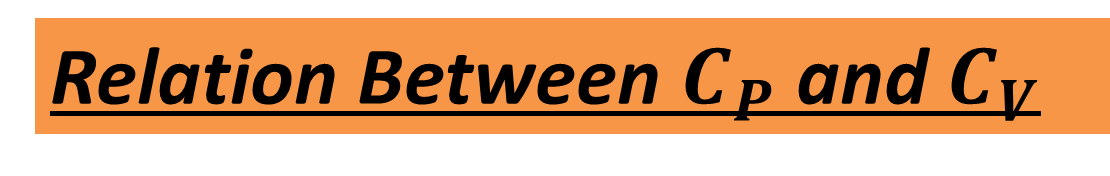 Relation Between C_P and C_V